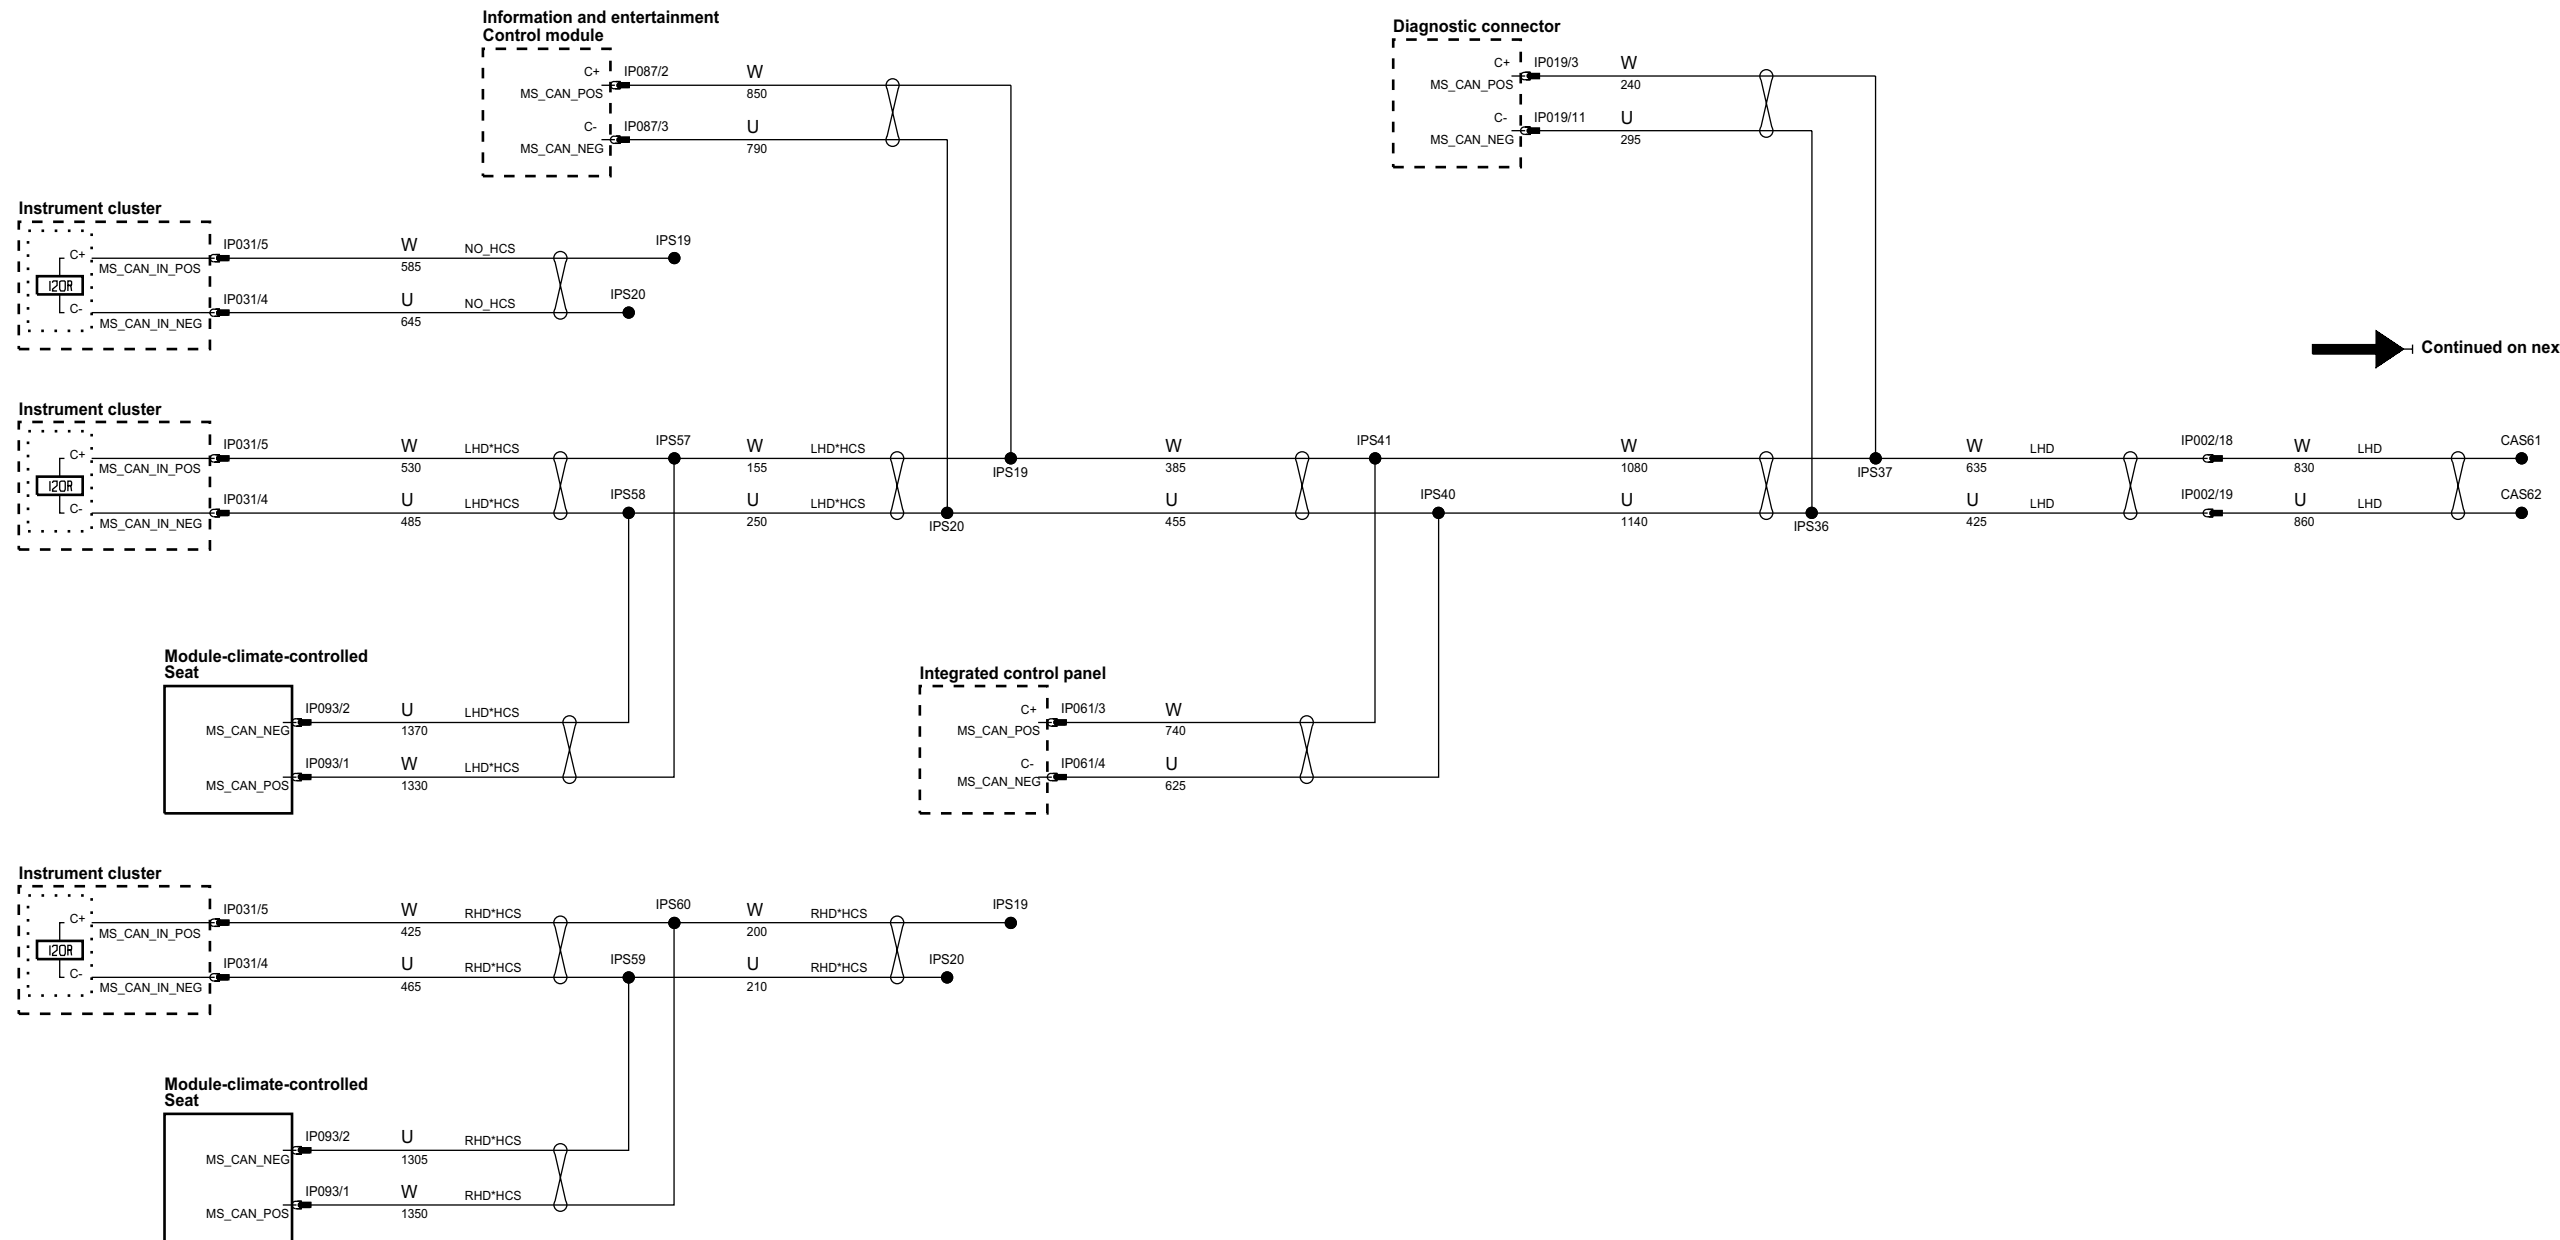 Information and entertainment
Control module
C+
MS_CAN_POS
IP087/2
W
850
C-
MS_CAN_NEG
IP087/3
U
790
Diagnostic connector
C+
MS_CAN_POS
IP019/3
W
240
C-
MS_CAN_NEG
IP019/11
U
295
Instrument cluster
C+
120R
C-
MS_CAN_IN_POS
IP031/5
W
585
NO_HCS
IPS19
MS_CAN_IN_NEG
IP031/4
U
645
NO_HCS
IPS20
Continued on nex
Instrument cluster
C+
120R
C-
MS_CAN_IN_POS
IP031/5
W
530
LHD*HCS
IPS57
W
155
LHD*HCS
IPS19
W
385
IPS41
W
1080
IPS37
W
635
LHD
IP002/18
W
830
LHD
CAS61
MS_CAN_IN_NEG
IP031/4
U
485
LHD*HCS
IPS58
U
250
LHD*HCS
IPS20
U
455
IPS40
U
1140
IPS36
U
425
LHD
IP002/19
U
860
LHD
CAS62
Module-climate-controlled
Seat
MS_CAN_NEG
IP093/2
U
1370
LHD*HCS
MS_CAN_POS
IP093/1
W
1330
LHD*HCS
Integrated control panel
C+
MS_CAN_POS
IP061/3
W
740
C-
MS_CAN_NEG
IP061/4
U
625
Instrument cluster
C+
120R
C-
MS_CAN_IN_POS
IP031/5
W
425
RHD*HCS
IPS60
W
200
RHD*HCS
IPS19
MS_CAN_IN_NEG
IP031/4
U
465
RHD*HCS
IPS59
U
210
RHD*HCS
IPS20
Module-climate-controlled
Seat
MS_CAN_NEG
IP093/2
U
1305
RHD*HCS
MS_CAN_POS
IP093/1
W
1350
RHD*HCS